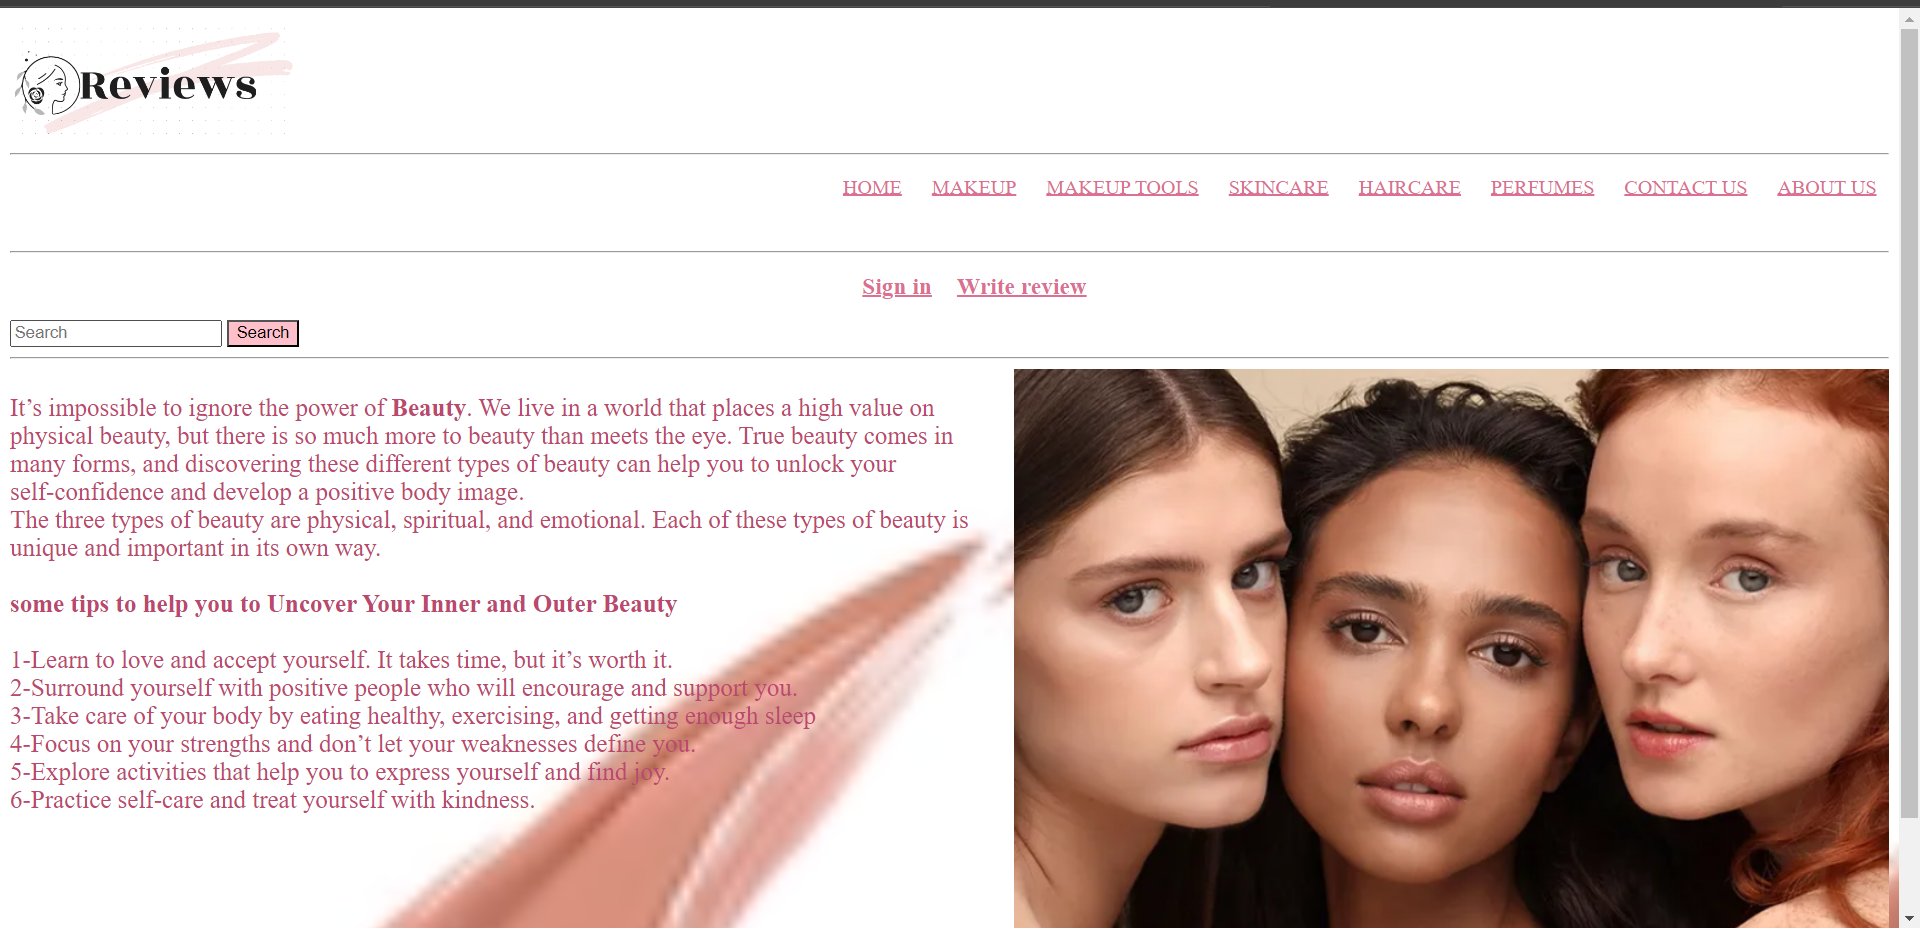 Reviews
HOME MAKEUP MAKEUP TOOLS SKINCARE HAIRCARE PERFUMES CONTACT US ABOUT US
Sign in Write review
Search Search
It’s impossible to ignore the power of Beauty. We live in a world that places a high value on
physical beauty, but there is so much more to beauty than meets the eye. True beauty comes in
many forms, and discovering these different types of beauty can help you to unlock your
self-confidence and develop a positive body image.
The three types of beauty are physical, spiritual, and emotional. Each of these types of beauty is
unique and important in its own way.
some tips to help you to Uncover Your Inner and Outer Beauty
1-Learn to love and accept yourself. It takes time, but it’s worth it.
2-Surround yourself with positive people who will encourage and support you.
3-Take care of your body by eating healthy, exercising, and getting enough sleep
4-Focus on your strengths and don’t let your weaknesses define you.
5-Explore activities that help you to express yourself and find joy.
6-Practice self-care and treat yourself with kindness.